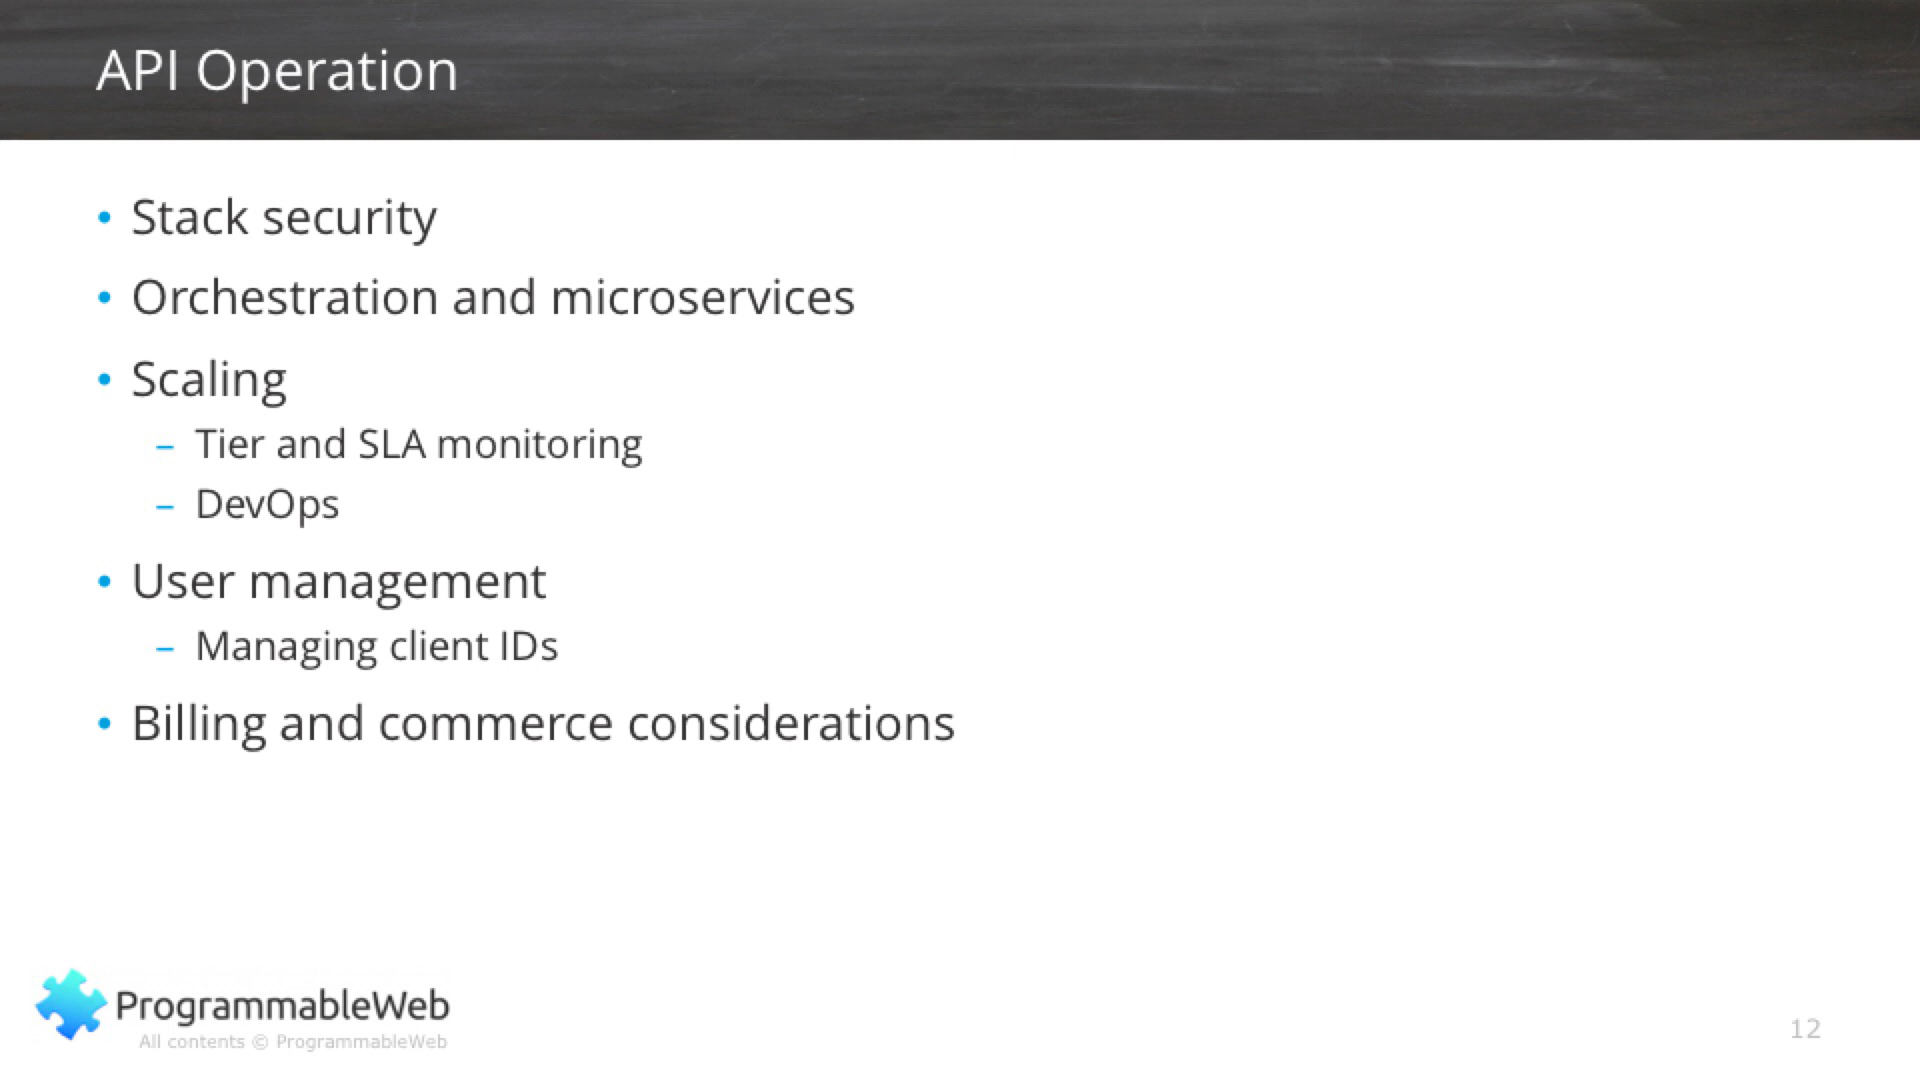 API Operation
• Stack security
• Orchestration and microservices
• Scaling
– Tier and SLA monitoring
– DevOps
• User management
– Managing client IDs
• Billing and commerce considerations
ProgrammableWeb
All contents © ProgrammableWeb
12